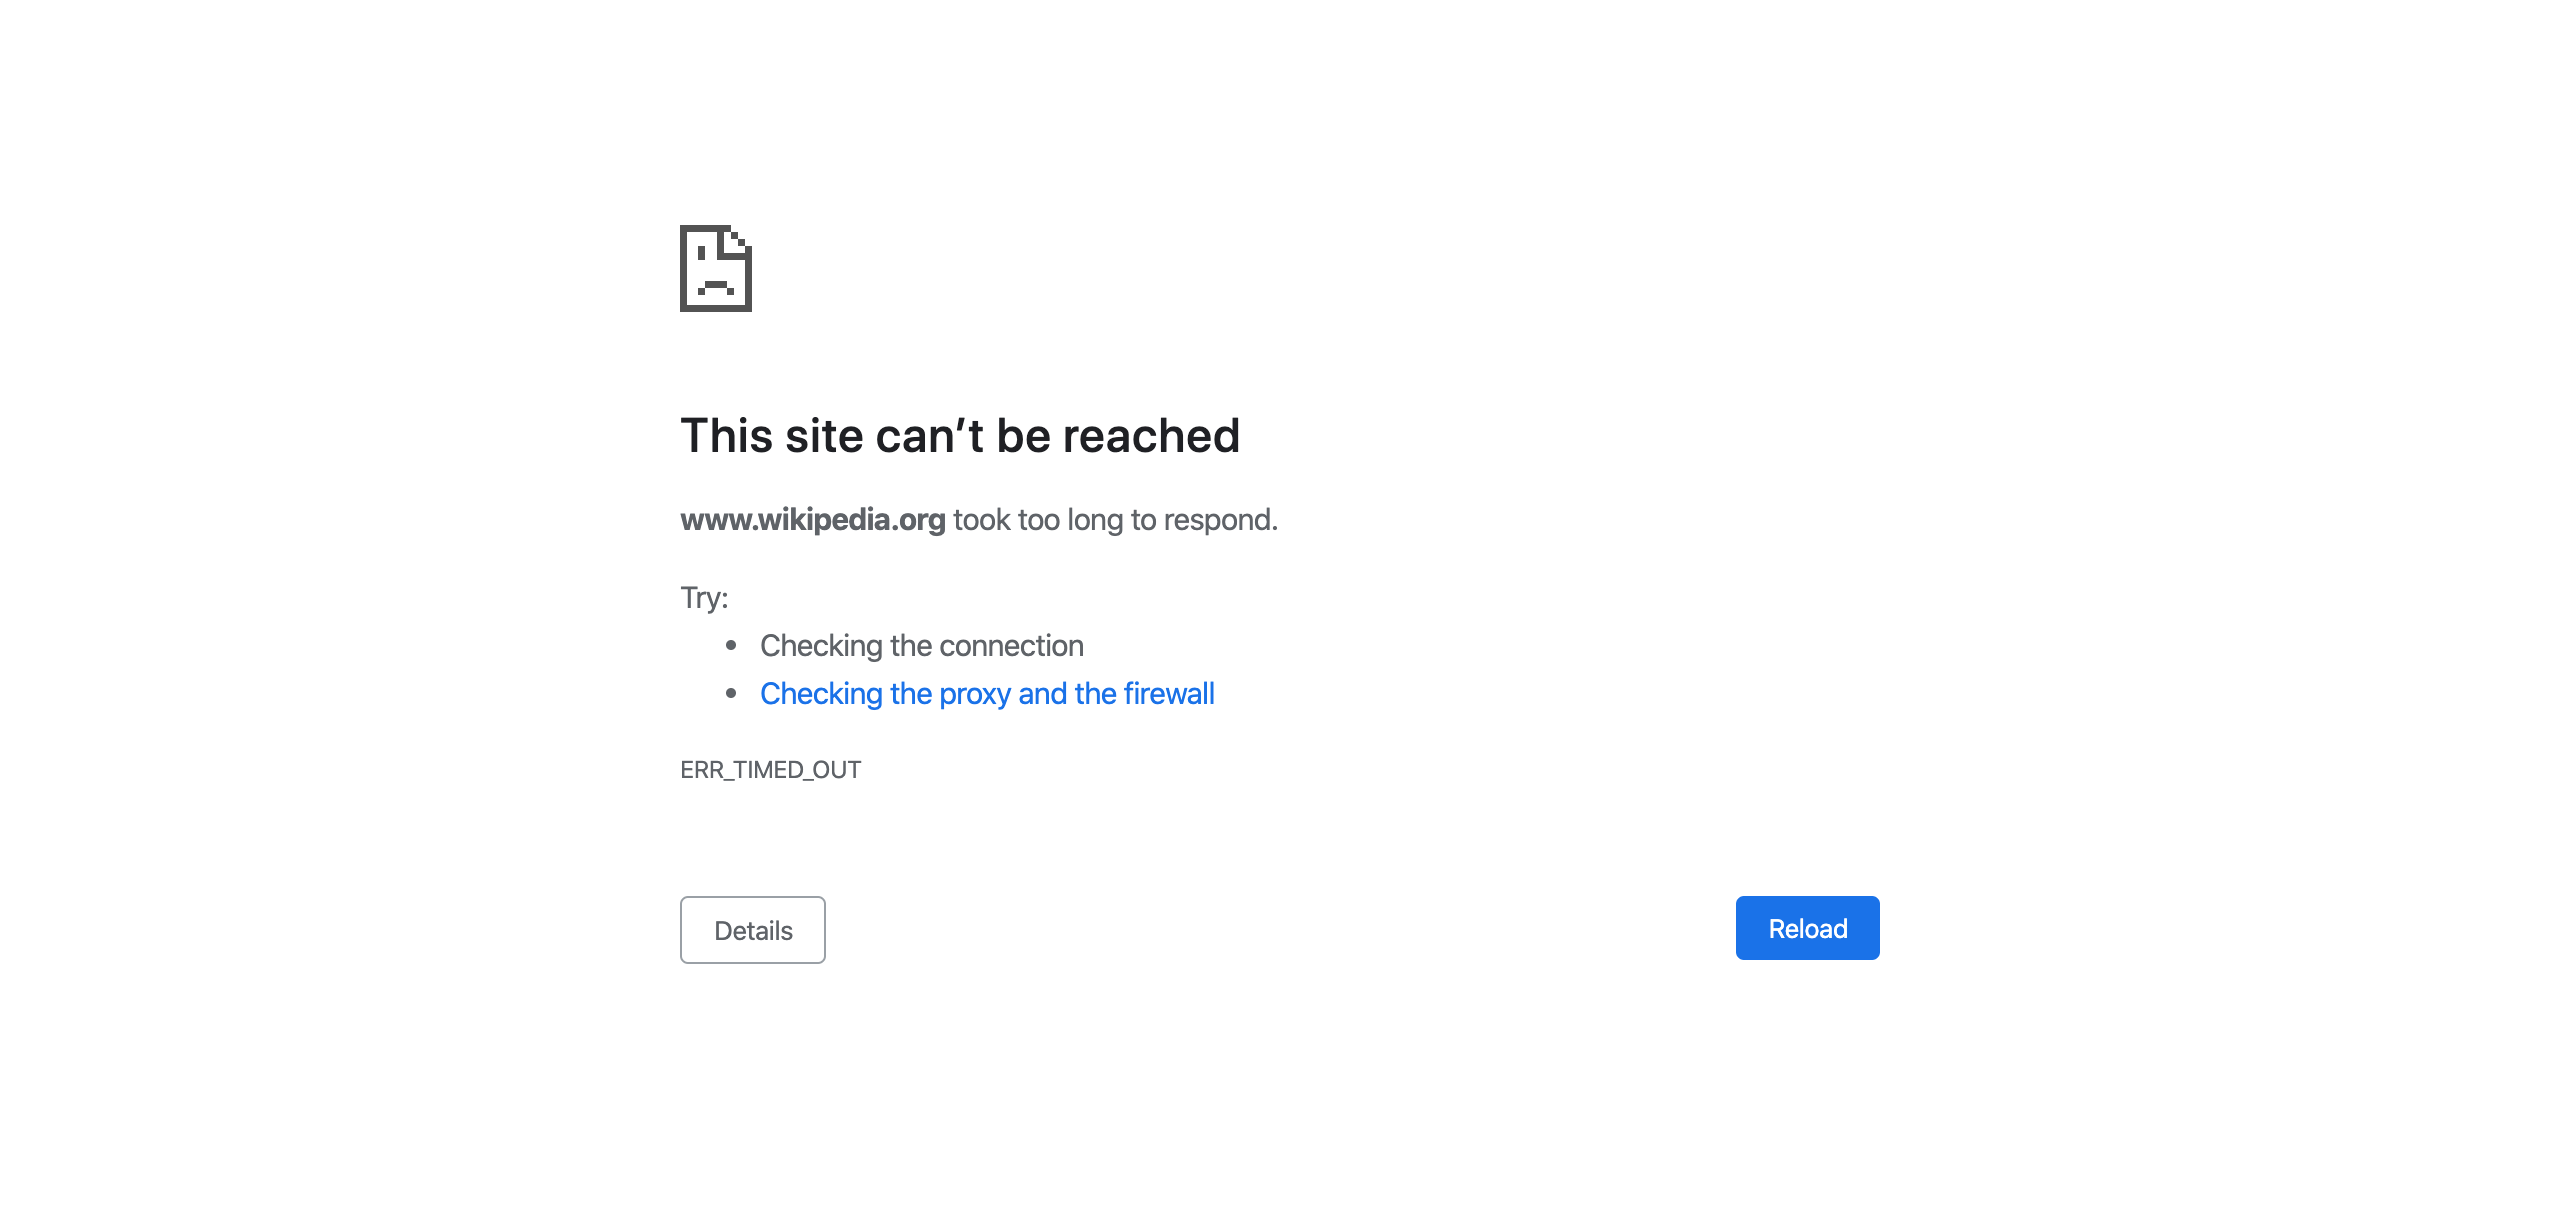 This site can’t be reached
www.wikipedia.org took too long to respond.
Try:
Checking the connection
Checking the proxy and the firewall
ERR_TIMED_OUT
Details
Reload